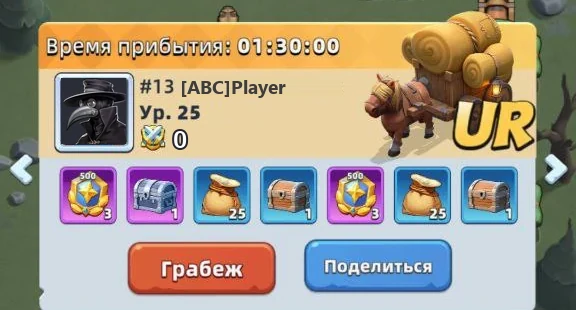 Время прибытия: 01:30:00
#13 [ABC]Player
Ур. 25
0
UR
500 3
1
25
1
500 3
25
1
Грабеж
Поделиться